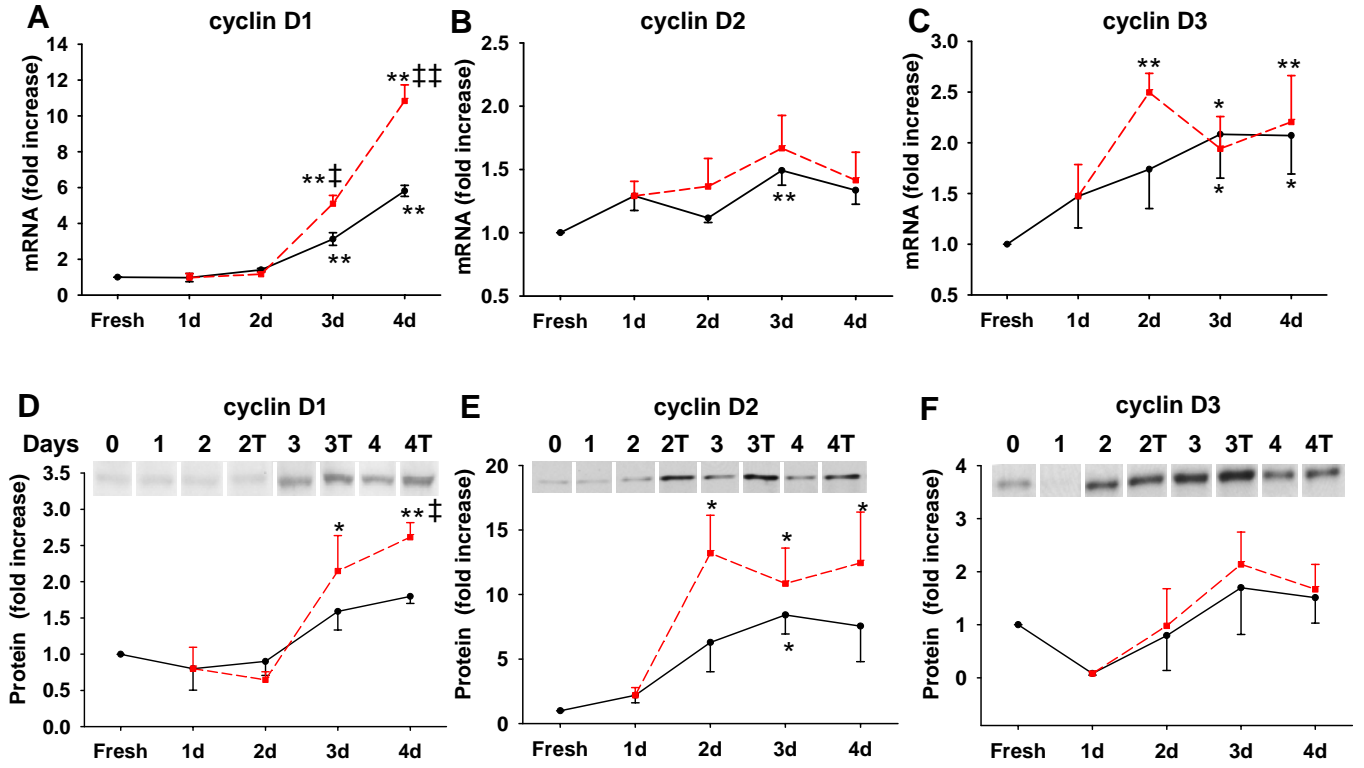 A cyclin D1
mRNA (fold increase)
14
12
10
8
6
4
2
0
**‡‡
**‡
**
**
Fresh 1d 2d 3d 4d
B cyclin D2
mRNA (fold increase)
2.5
2.0
1.5
1.0
0.5
**
Fresh 1d 2d 3d 4d
C cyclin D3
mRNA (fold increase)
3.0
2.5
2.0
1.5
1.0
0.5
** **
*
* *
Fresh 1d 2d 3d 4d
D cyclin D1
Days 0 1 2 2T 3 3T 4 4T
Protein (fold increase)
3.5
3.0
2.5
2.0
1.5
1.0
0.5
0.0
* **‡
Fresh 1d 2d 3d 4d
E cyclin D2
0 1 2 2T 3 3T 4 4T
Protein (fold increase)
20
15
10
5
0
* * *
*
Fresh 1d 2d 3d 4d
F cyclin D3
0 1 2 2T 3 3T 4 4T
Protein (fold increase)
4
3
2
1
0
Fresh 1d 2d 3d 4d